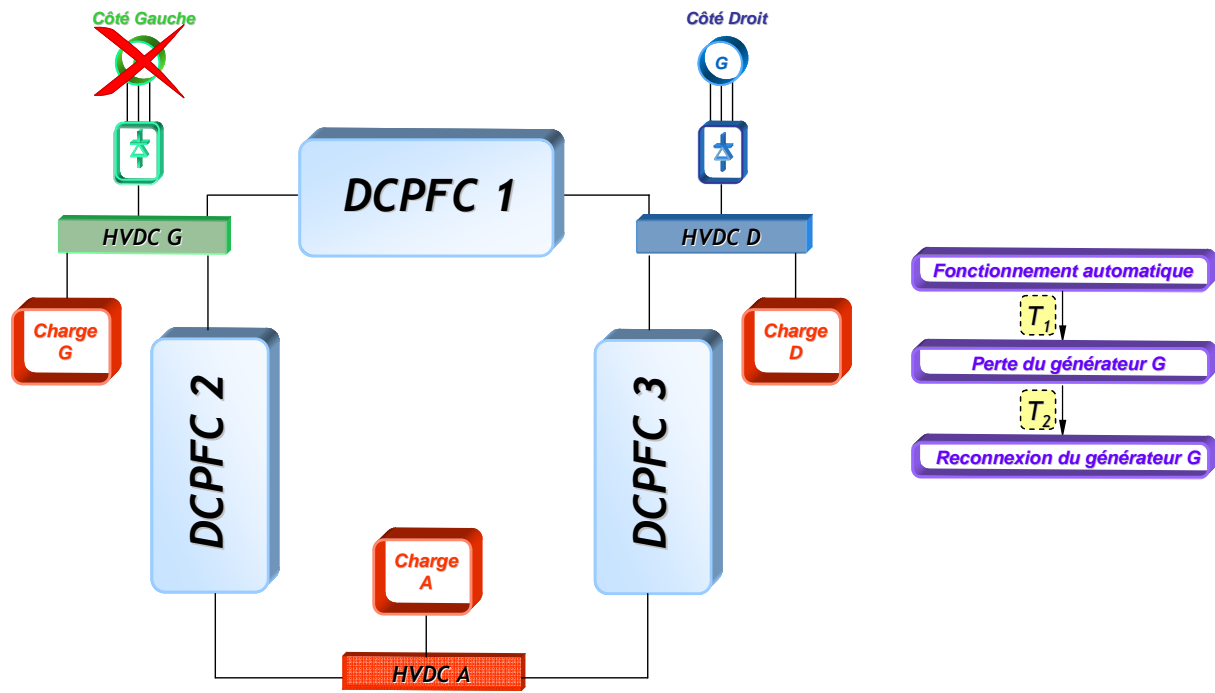 Côté Gauche
Côté Droit
G
DCPFC 1
HVDC G
HVDC D
Charge
G
Charge
D
DCPFC 2
DCPFC 3
Charge
A
HVDC A
Fonctionnement automatique
T1
Perte du générateur G
T2
Reconnexion du générateur G